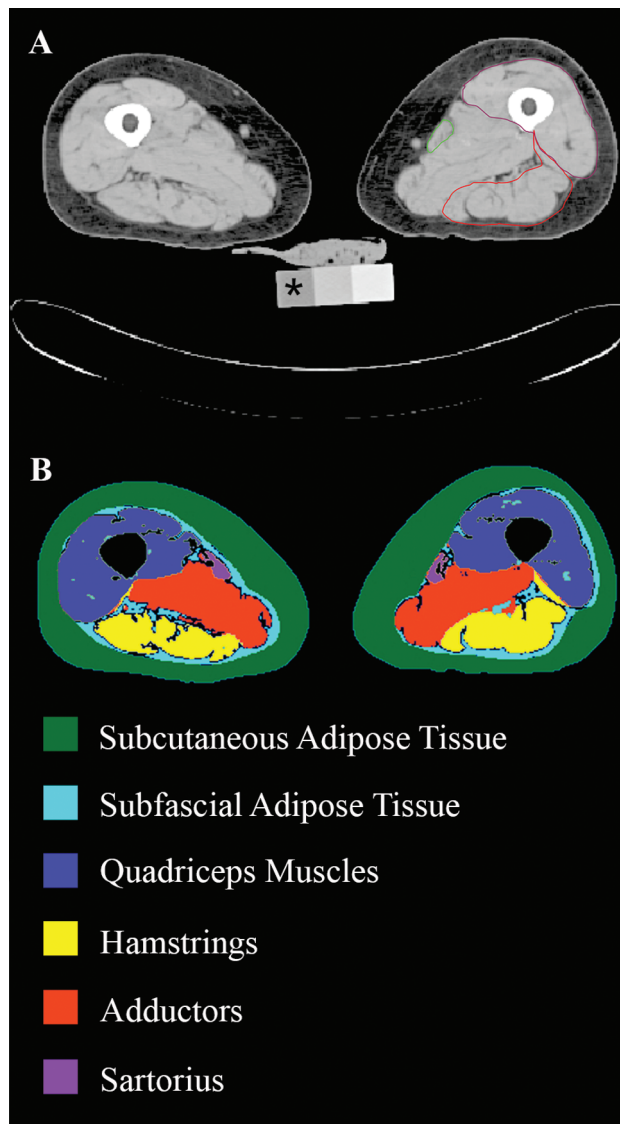 A
*
B
Subcutaneous Adipose Tissue
Subfascial Adipose Tissue
Quadriceps Muscles
Hamstrings
Adductors
Sartorius